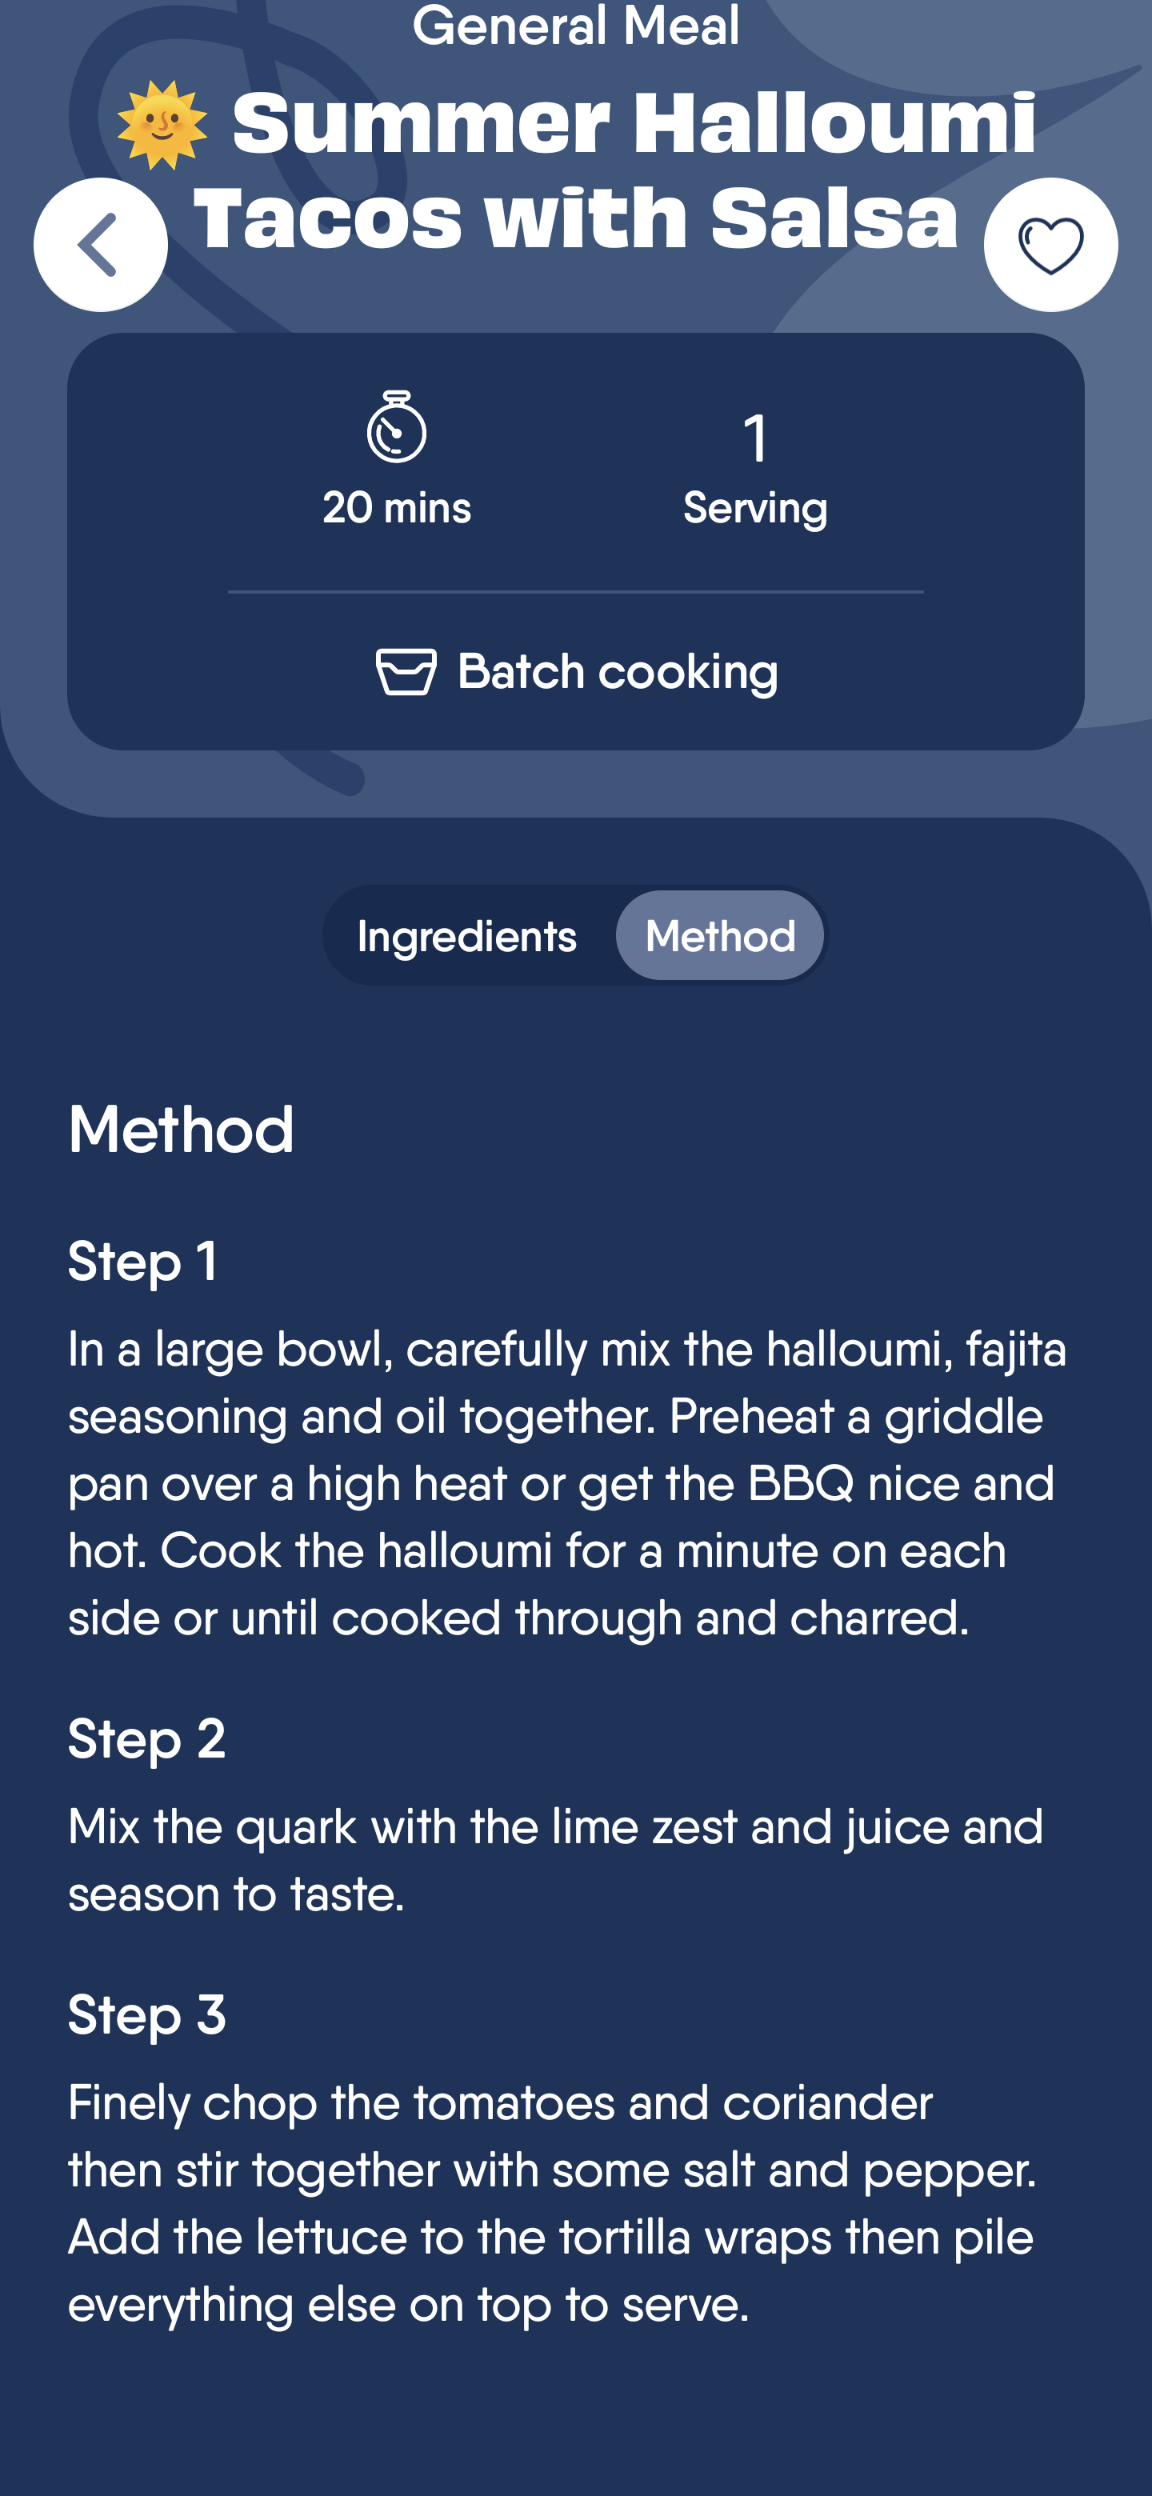 General Meal
🌞 Summer Halloumi
Tacos with Salsa
20 mins
1
Serving
Batch cooking
Ingredients
Method
Method
Step 1
In a large bowl, carefully mix the halloumi, fajita
seasoning and oil together. Preheat a griddle
pan over a high heat or get the BBQ nice and
hot. Cook the halloumi for a minute on each
side or until cooked through and charred.
Step 2
Mix the quark with the lime zest and juice and
season to taste.
Step 3
Finely chop the tomatoes and coriander
then stir together with some salt and pepper.
Add the lettuce to the tortilla wraps then pile
everything else on top to serve.